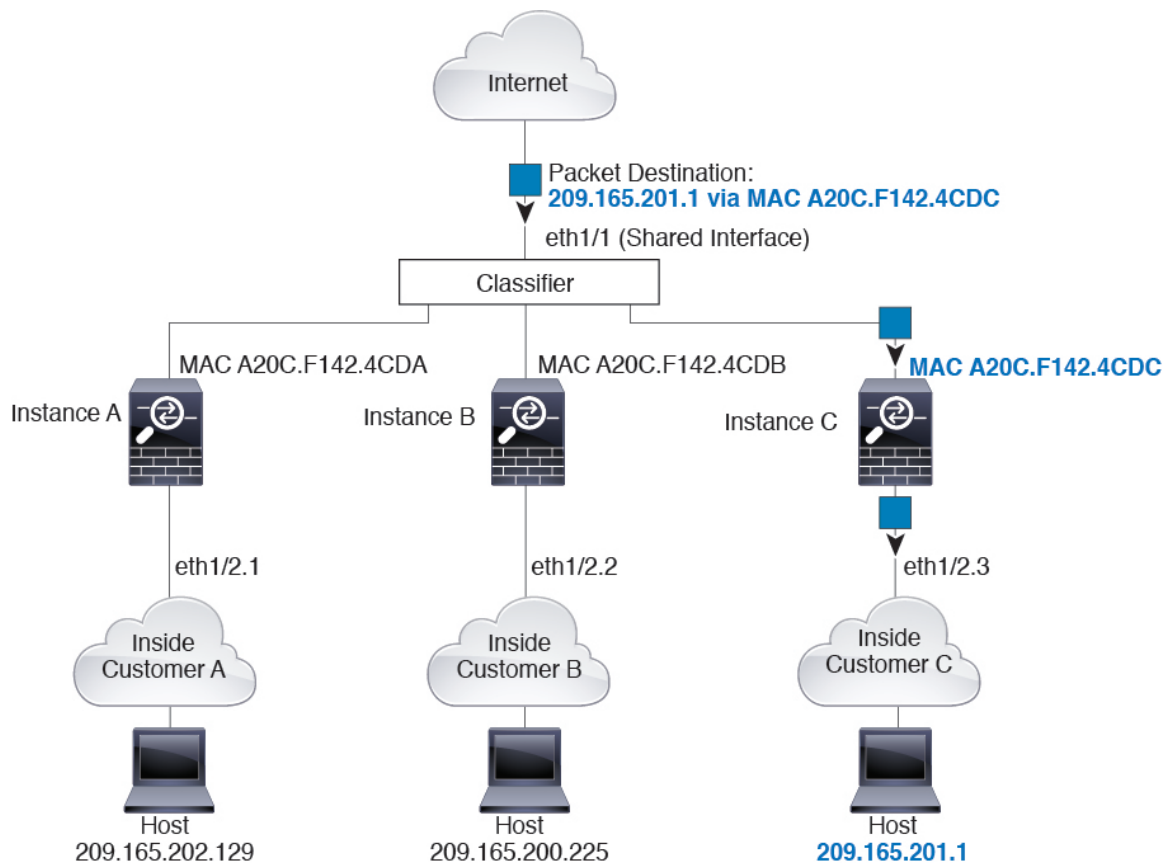 Internet
Packet Destination:
209.165.201.1 via MAC A20C.F142.4CDC
eth1/1 (Shared Interface)
Classifier
MAC A20C.F142.4CDA
MAC A20C.F142.4CDB
MAC A20C.F142.4CDC
Instance A
Instance B
Instance C
eth1/2.1
eth1/2.2
eth1/2.3
Inside
Customer A
Inside
Customer B
Inside
Customer C
Host
209.165.202.129
Host
209.165.200.225
Host
209.165.201.1